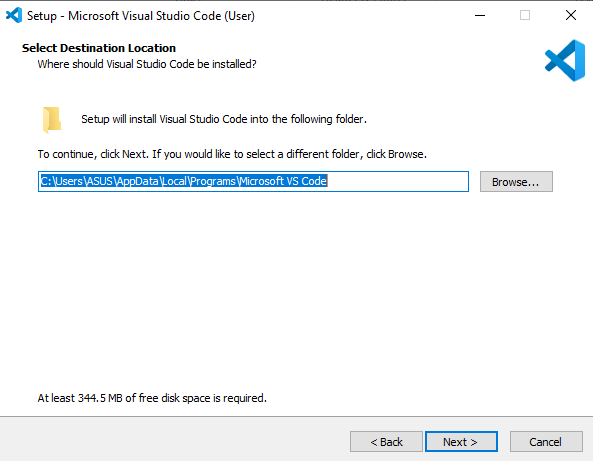 Setup - Microsoft Visual Studio Code (User)
Select Destination Location
Where should Visual Studio Code be installed?
Setup will install Visual Studio Code into the following folder.
To continue, click Next. If you would like to select a different folder, click Browse.
C:\Users\ASUS\AppData\Local\Programs\Microsoft VS Code
Browse...
At least 344.5 MB of free disk space is required.
< Back
Next >
Cancel